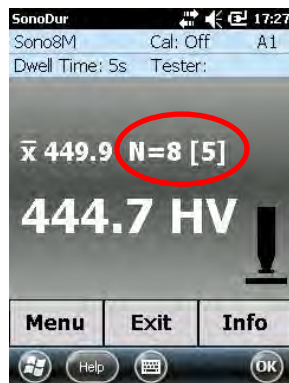 SonoDur 17:27
Sono8M Cal: Off A1
Dwell Time: 5s Tester:
x̅ 449.9 N=8 [5]
444.7 HV
Menu Exit Info
Help OK